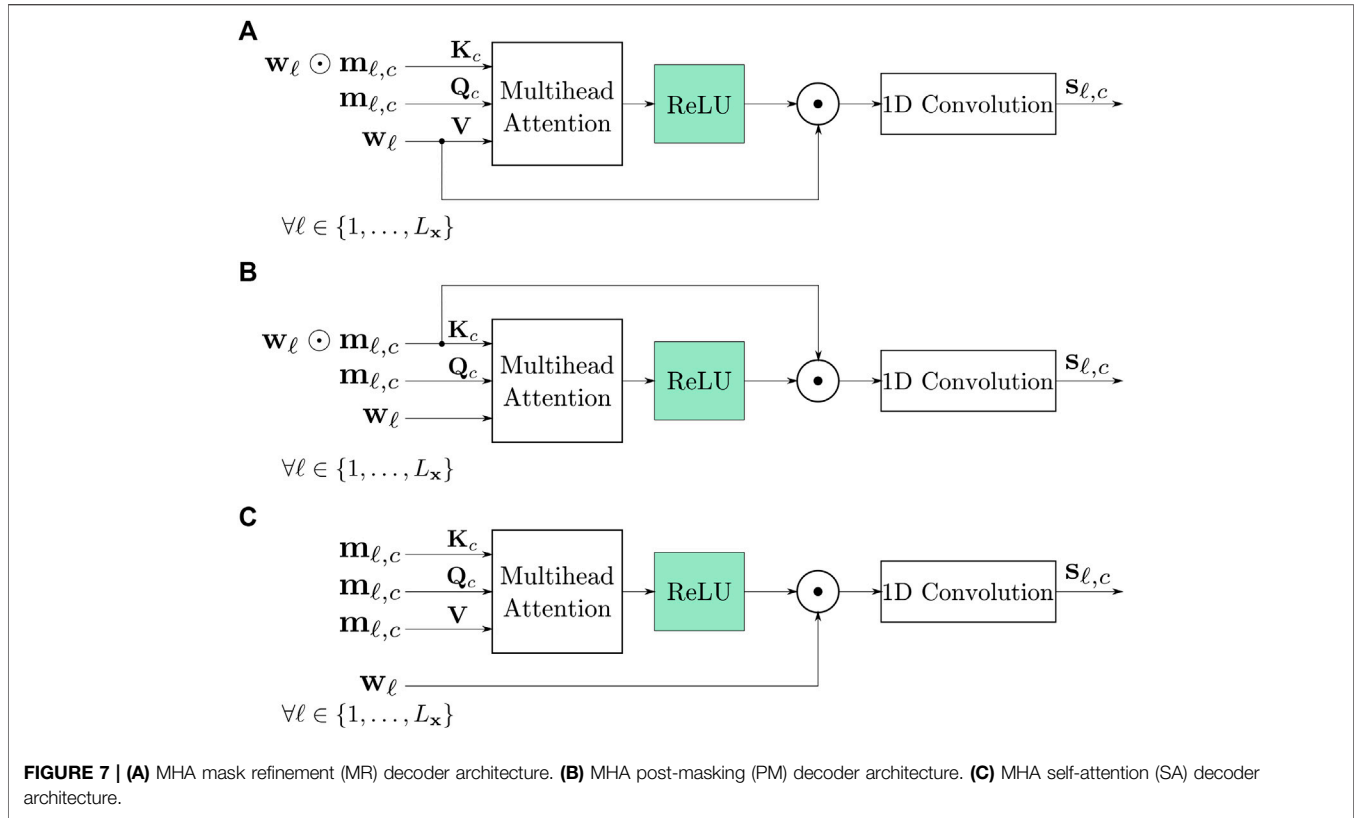 A
w_ℓ ⊙ m_ℓ,c K_c
m_ℓ,c Q_c
w_ℓ V
Multihead
Attention
ReLU
1D Convolution
s_ℓ,c
∀ℓ ∈ {1, . . . , L_x}
B
w_ℓ ⊙ m_ℓ,c K_c
m_ℓ,c Q_c
w_ℓ
Multihead
Attention
ReLU
1D Convolution
s_ℓ,c
∀ℓ ∈ {1, . . . , L_x}
C
m_ℓ,c K_c
m_ℓ,c Q_c
m_ℓ,c V
Multihead
Attention
ReLU
1D Convolution
s_ℓ,c
w_ℓ
∀ℓ ∈ {1, . . . , L_x}
FIGURE 7 | (A) MHA mask refinement (MR) decoder architecture. (B) MHA post-masking (PM) decoder architecture. (C) MHA self-attention (SA) decoder
architecture.